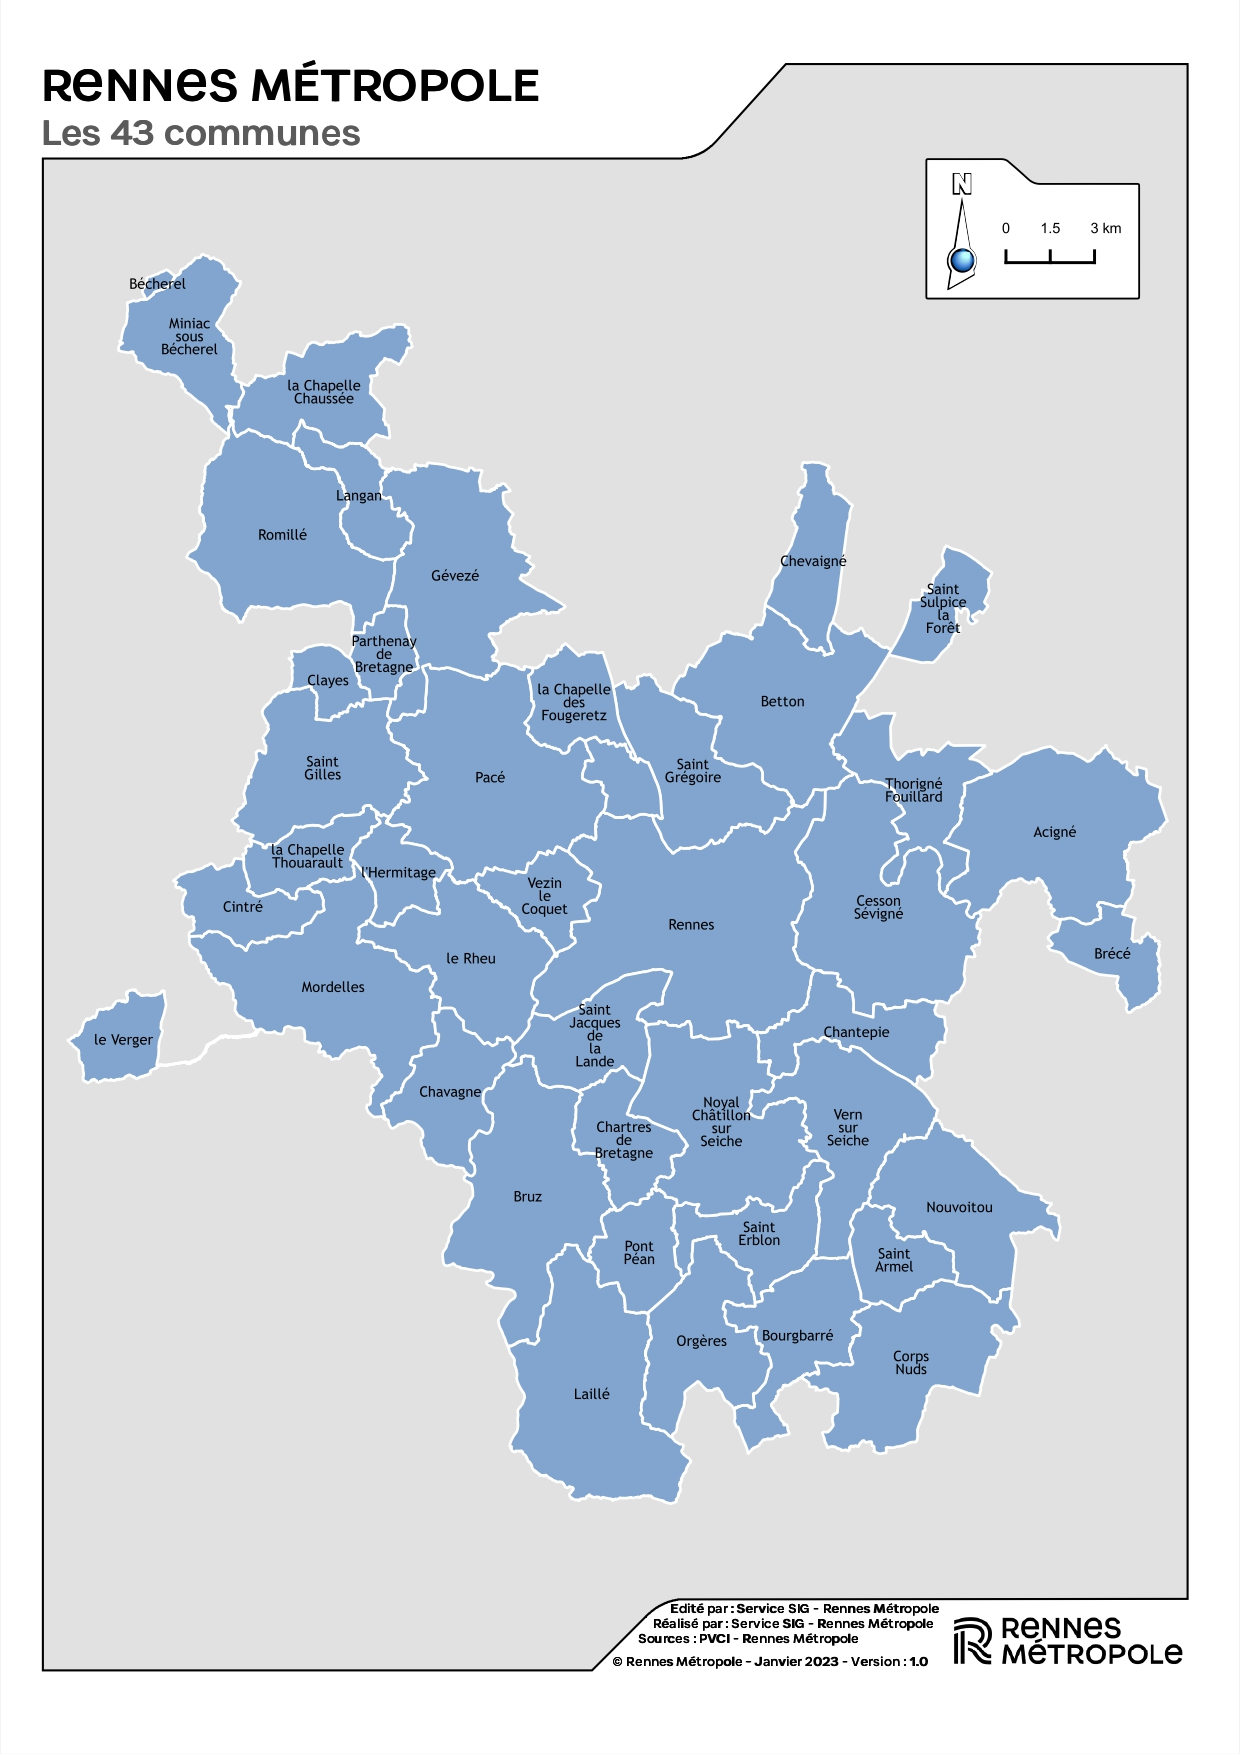 RENNES MÉTROPOLE
Les 43 communes
N
0 1.5 3 km
Bécherel
Miniac
sous
Bécherel
la Chapelle
Chaussée
Langan
Romillé
Gévezé
Chevaigné
Saint
Sulpice
la
Forêt
Parthenay
de
Bretagne
Clayes
la Chapelle
des
Fougeretz
Betton
Saint
Gilles
Pacé
Saint
Grégoire
Thorigné
Fouillard
Acigné
la Chapelle
Thouarault
l'Hermitage
Vezin
le
Coquet
Cintré
Rennes
Cesson
Sévigné
Brécé
le Rheu
Mordelles
le Verger
Saint
Jacques
de
la
Lande
Chantepie
Chavagne
Noyal
Châtillon
sur
Seiche
Vern
sur
Seiche
Chartres
de
Bretagne
Bruz
Nouvoitou
Pont
Péan
Saint
Erblon
Saint
Armel
Orgères
Bourgbarré
Corps
Nuds
Laillé
Edité par : Service SIG - Rennes Métropole
Réalisé par : Service SIG - Rennes Métropole
Sources : PVCI - Rennes Métropole
© Rennes Métropole - Janvier 2023 - Version : 1.0
RENNES
MÉTROPOLE